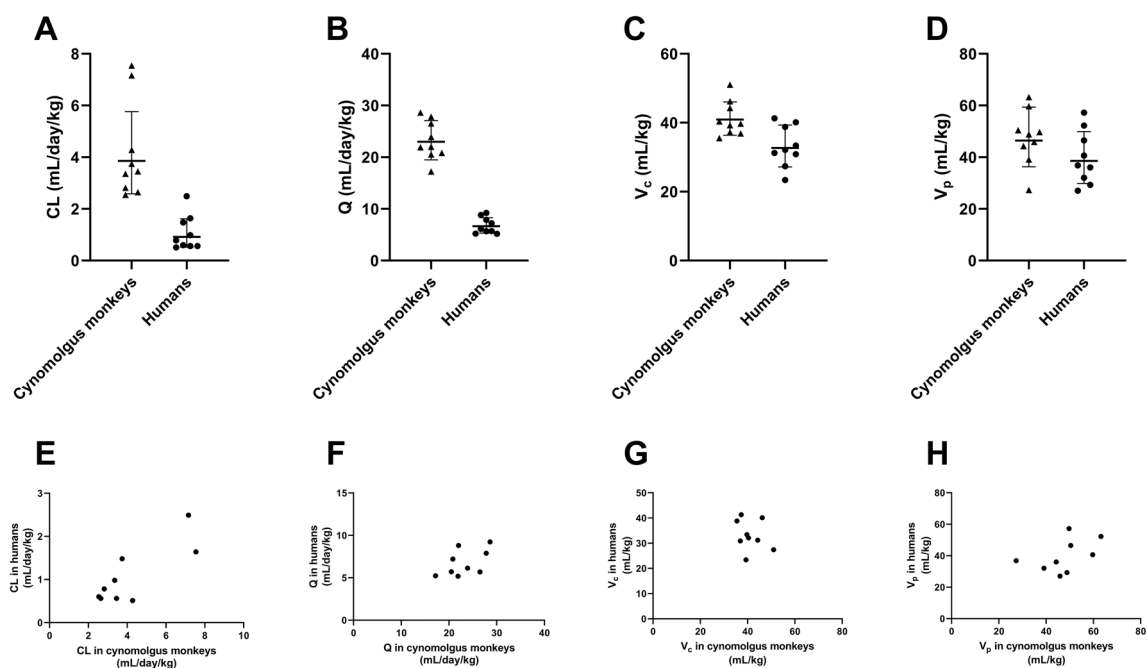 A
B
C
D
CL (mL/day/kg)
8
6
4
2
0
Cynomolgus monkeys
Humans
Q (mL/day/kg)
40
30
20
10
0
Cynomolgus monkeys
Humans
Vc (mL/kg)
60
40
20
0
Cynomolgus monkeys
Humans
Vp (mL/kg)
80
60
40
20
0
Cynomolgus monkeys
Humans
E
F
G
H
CL in humans
(mL/day/kg)
3
2
1
0
0 2 4 6 8 10
CL in cynomolgus monkeys
(mL/day/kg)
Q in humans
(mL/day/kg)
15
10
5
0
0 10 20 30 40
Q in cynomolgus monkeys
(mL/day/kg)
Vc in humans
(mL/kg)
50
40
30
20
10
0
0 20 40 60 80
Vc in cynomolgus monkeys
(mL/kg)
Vp in humans
(mL/kg)
80
60
40
20
0
0 20 40 60 80
Vp in cynomolgus monkeys
(mL/kg)